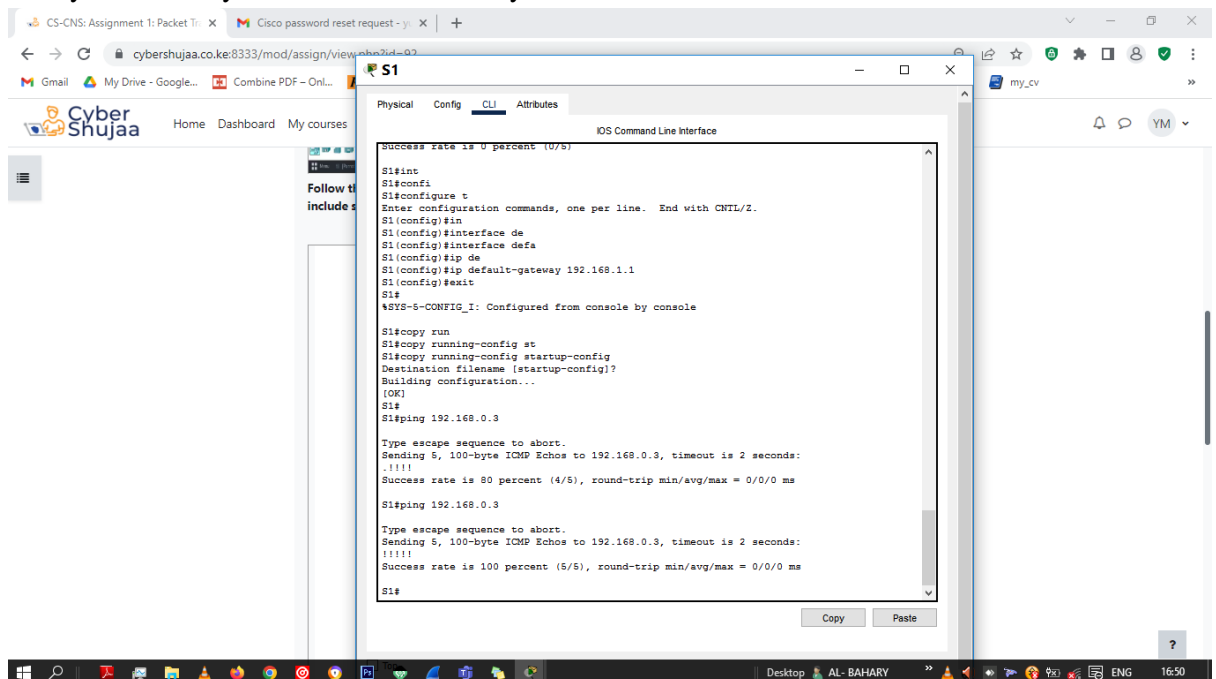 CS-CNS: Assignment 1: Packet Tr
Cisco password reset request - y
cybershujaa.co.ke:8333/mod/assign/view.php?id=92
Gmail
My Drive - Google...
Combine PDF – Onl...
my_cv
»
Cyber
Shujaa
Home
Dashboard
My courses
YM
Follow t
include s
S1
Physical
Config
CLI
Attributes
IOS Command Line Interface
Success rate is 0 percent (0/5)
S1#int
S1#confi
S1#configure t
Enter configuration commands, one per line.  End with CNTL/Z.
S1(config)#in
S1(config)#interface de
S1(config)#interface defa
S1(config)#ip de
S1(config)#ip default-gateway 192.168.1.1
S1(config)#exit
S1#
%SYS-5-CONFIG_I: Configured from console by console
S1#copy run
S1#copy running-config st
S1#copy running-config startup-config
Destination filename [startup-config]?
Building configuration...
[OK]
S1#
S1#ping 192.168.0.3
Type escape sequence to abort.
Sending 5, 100-byte ICMP Echos to 192.168.0.3, timeout is 2 seconds:
.!!!!
Success rate is 80 percent (4/5), round-trip min/avg/max = 0/0/0 ms
S1#ping 192.168.0.3
Type escape sequence to abort.
Sending 5, 100-byte ICMP Echos to 192.168.0.3, timeout is 2 seconds:
!!!!!
Success rate is 100 percent (5/5), round-trip min/avg/max = 0/0/0 ms
S1#
Copy
Paste
?
Top
Desktop
AL- BAHARY
»
ENG
16:50